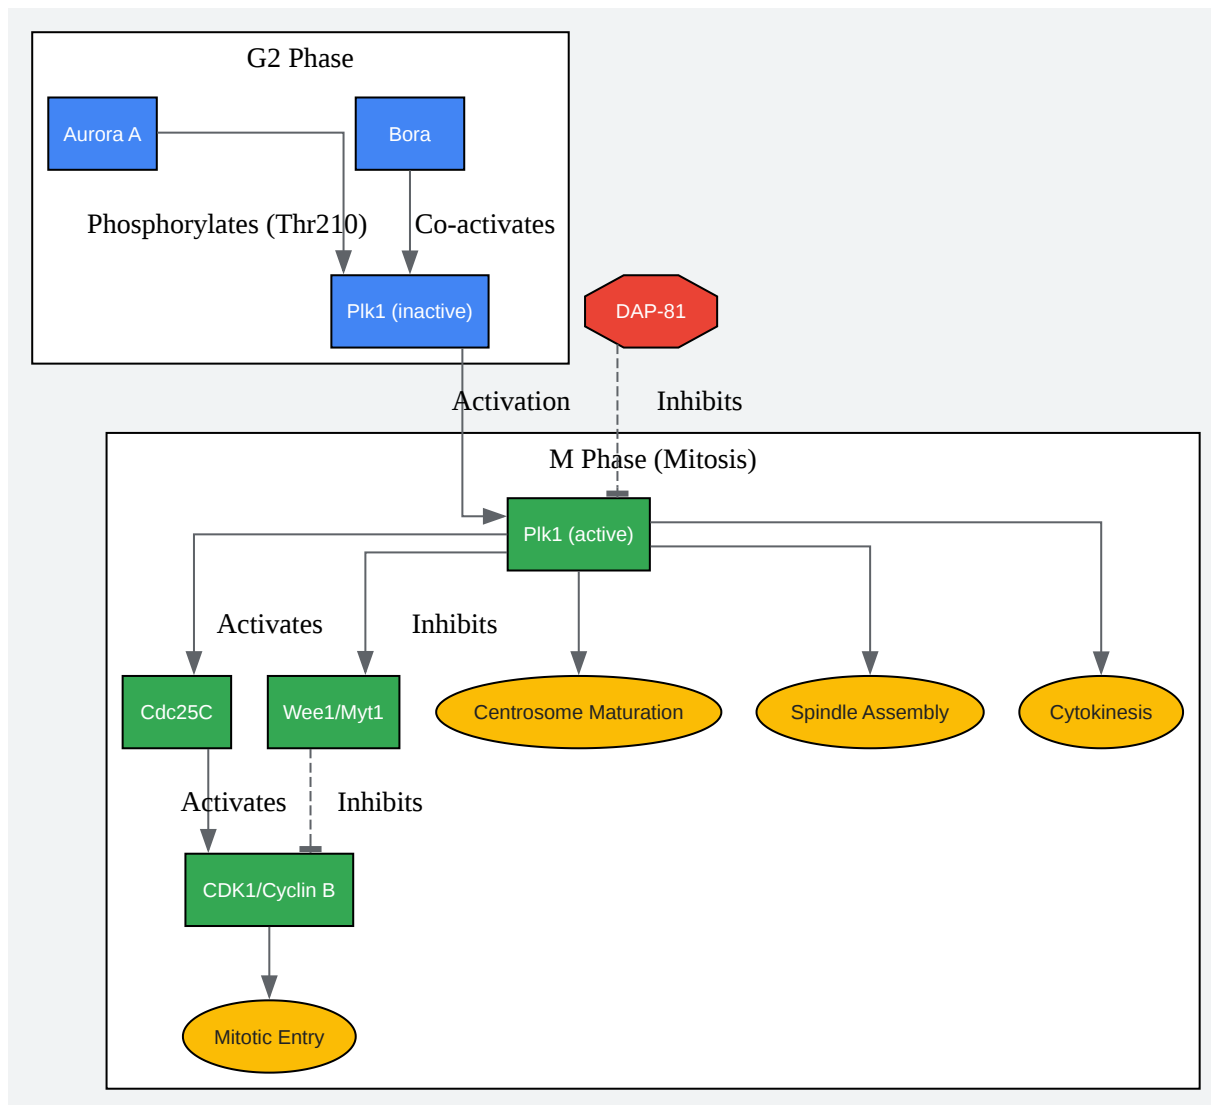 G2 Phase
Aurora A
Bora
Phosphorylates (Thr210)
Co-activates
Plk1 (inactive)
DAP-81
Activation
Inhibits
M Phase (Mitosis)
Plk1 (active)
Activates
Inhibits
Cdc25C
Wee1/Myt1
Centrosome Maturation
Spindle Assembly
Cytokinesis
Activates
Inhibits
CDK1/Cyclin B
Mitotic Entry